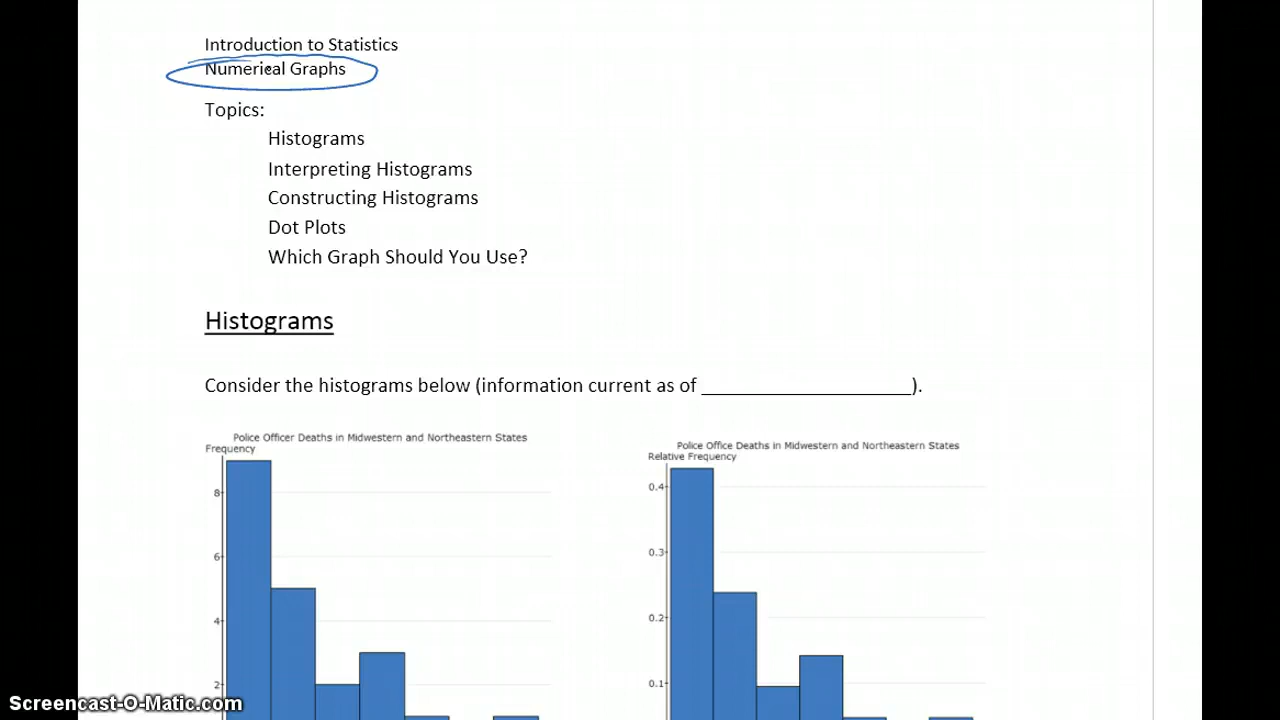 Introduction to Statistics
Numerical Graphs
Topics:
Histograms
Interpreting Histograms
Constructing Histograms
Dot Plots
Which Graph Should You Use?
Histograms
Consider the histograms below (information current as of ____________________).
Police Officer Deaths in Midwestern and Northeastern States
Frequency
8
6
4
2
Police Office Deaths in Midwestern and Northeastern States
Relative Frequency
0.4
0.3
0.2
0.1
Screencast-O-Matic.com